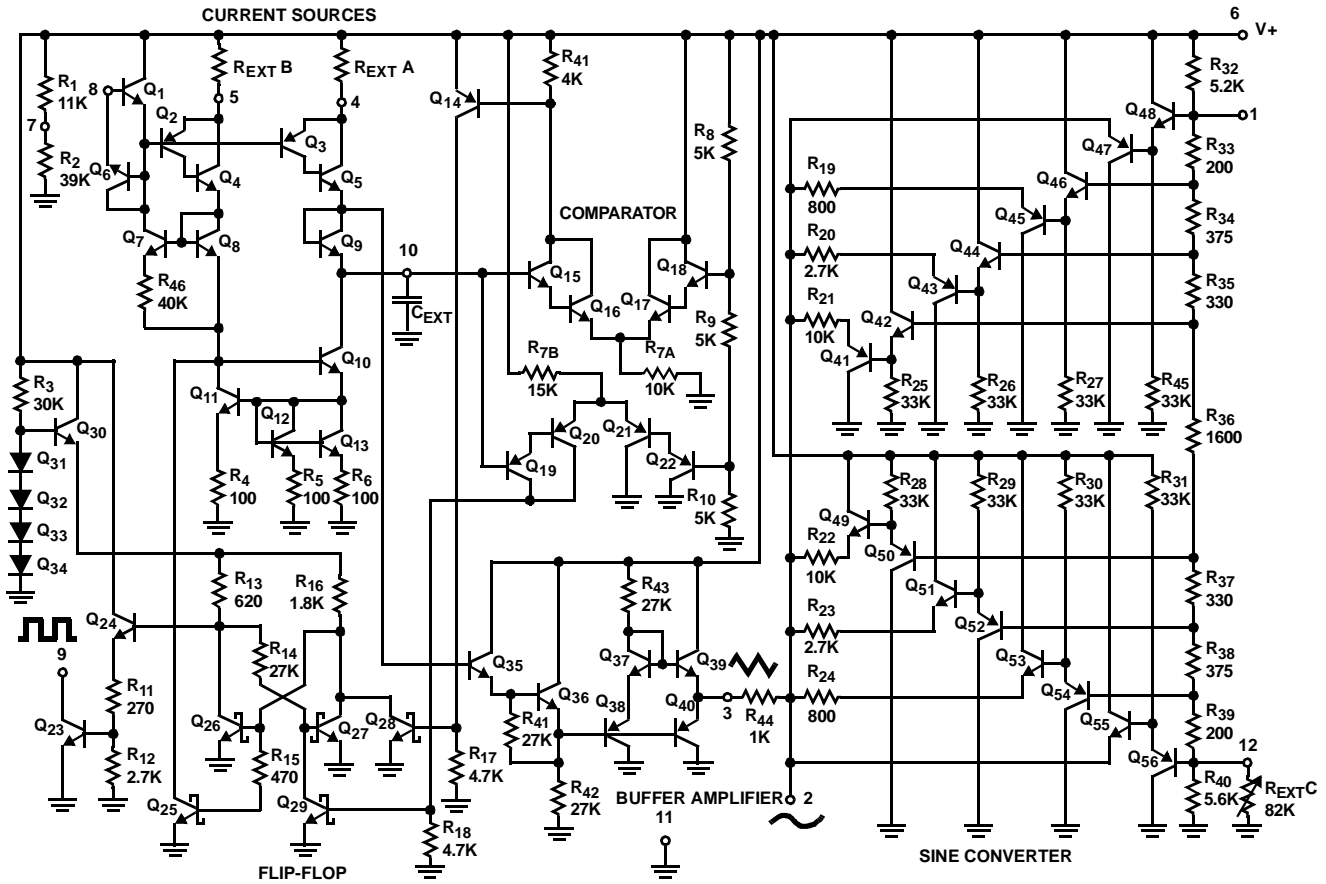 CURRENT SOURCES
6
V+
R1
11K
8
Q1
REXT B
5
REXT A
4
R41
4K
R32
5.2K
Q2
Q14
Q48
1
7
R2
39K
Q6
Q3
Q4
Q5
R8
5K
Q47
R33
200
R19
800
Q46
COMPARATOR
Q7
Q8
Q9
10
R20
2.7K
Q45
R34
375
Q15
Q18
Q44
R46
40K
CEXT
Q16
Q17
R21
10K
Q43
R35
330
R9
5K
Q42
R7B
15K
R7A
10K
Q41
Q10
R3
30K
Q11
Q12
R25
33K
R26
33K
R27
33K
R45
33K
Q30
Q13
Q20
Q21
R36
1600
Q31
Q19
Q22
R4
100
R5
100
R6
100
Q32
R10
5K
R28
33K
R29
33K
R30
33K
R31
33K
Q33
Q49
Q34
R22
10K
Q50
R13
620
R16
1.8K
R43
27K
Q51
R37
330
Q24
R23
2.7K
Q52
9
R14
27K
Q35
Q37
Q39
R38
375
R24
800
Q53
R11
270
Q36
Q54
Q23
Q26
Q27
Q28
R41
27K
Q38
Q40
3
R44
1K
Q55
R39
200
R12
2.7K
R15
470
R17
4.7K
Q56
12
Q25
Q29
R42
27K
BUFFER AMPLIFIER
2
R40
5.6K
REXTC
82K
R18
4.7K
11
FLIP-FLOP
SINE CONVERTER